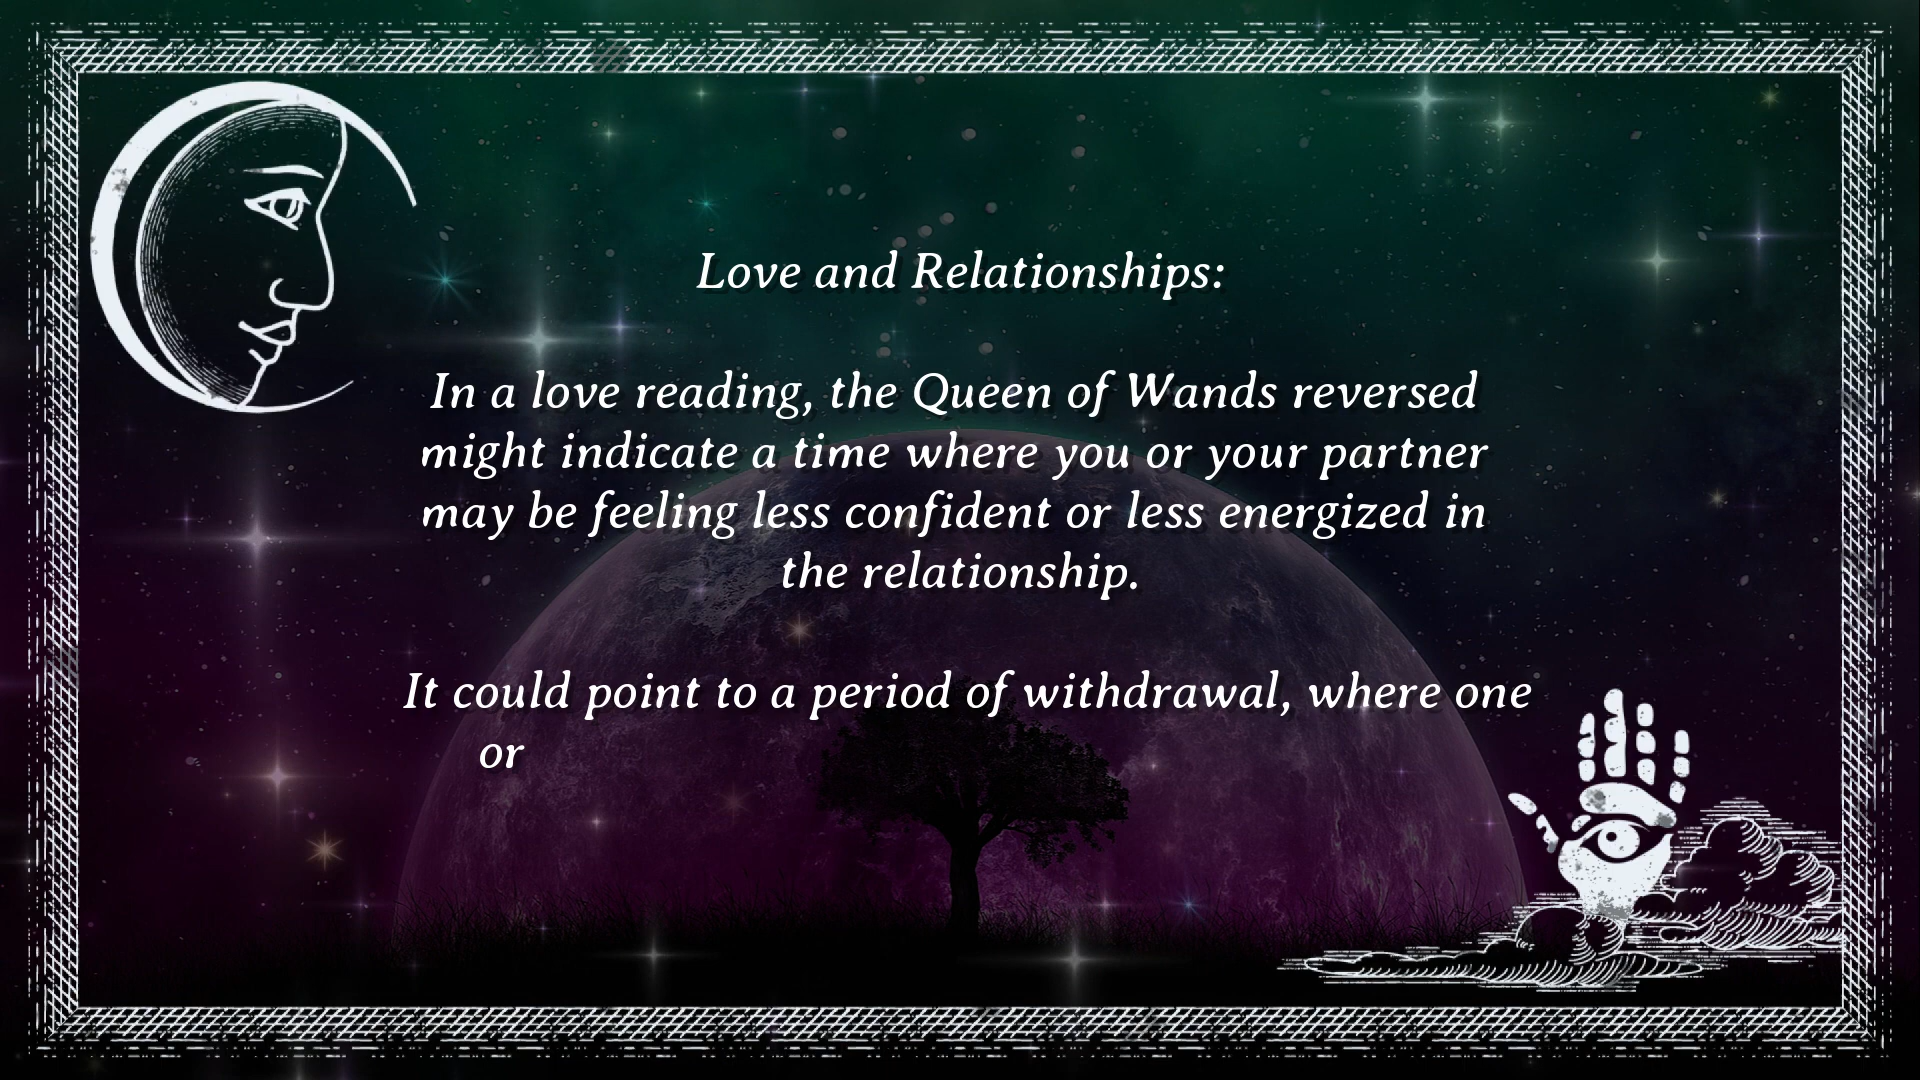 Love and Relationships:
In a love reading, the Queen of Wands reversed
might indicate a time where you or your partner
may be feeling less confident or less energized in
the relationship.
It could point to a period of withdrawal, where one
or